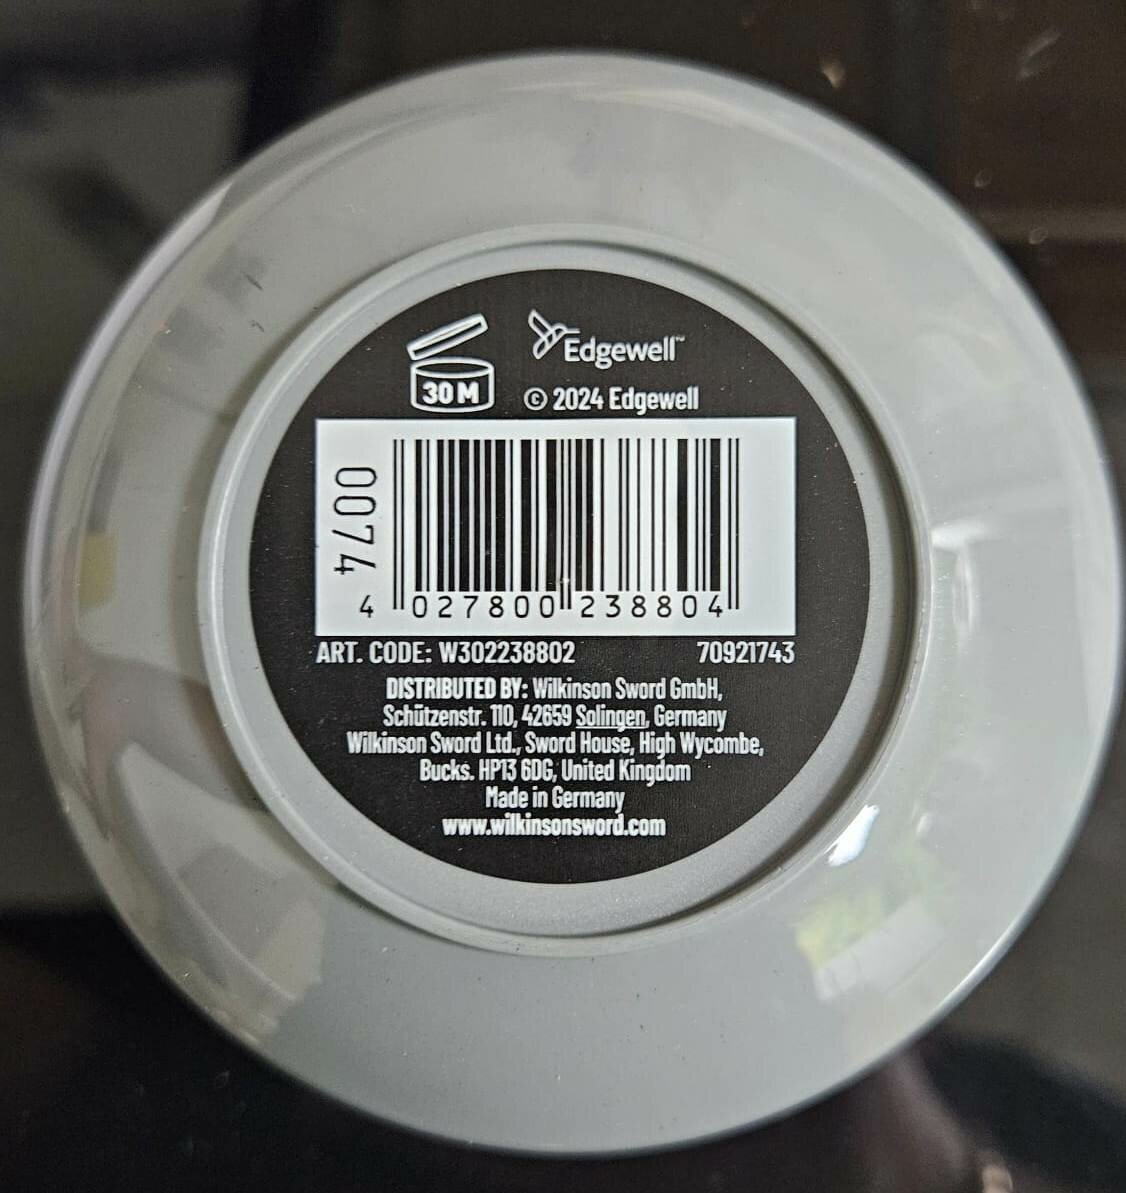 Edgewell™
30 M
© 2024 Edgewell
0074
4 027800 238804
ART. CODE: W302238802 70921743
DISTRIBUTED BY: Wilkinson Sword GmbH,
Schützenstr. 110, 42659 Solingen, Germany
Wilkinson Sword Ltd., Sword House, High Wycombe,
Bucks. HP13 6DG, United Kingdom
Made in Germany
www.wilkinsonsword.com